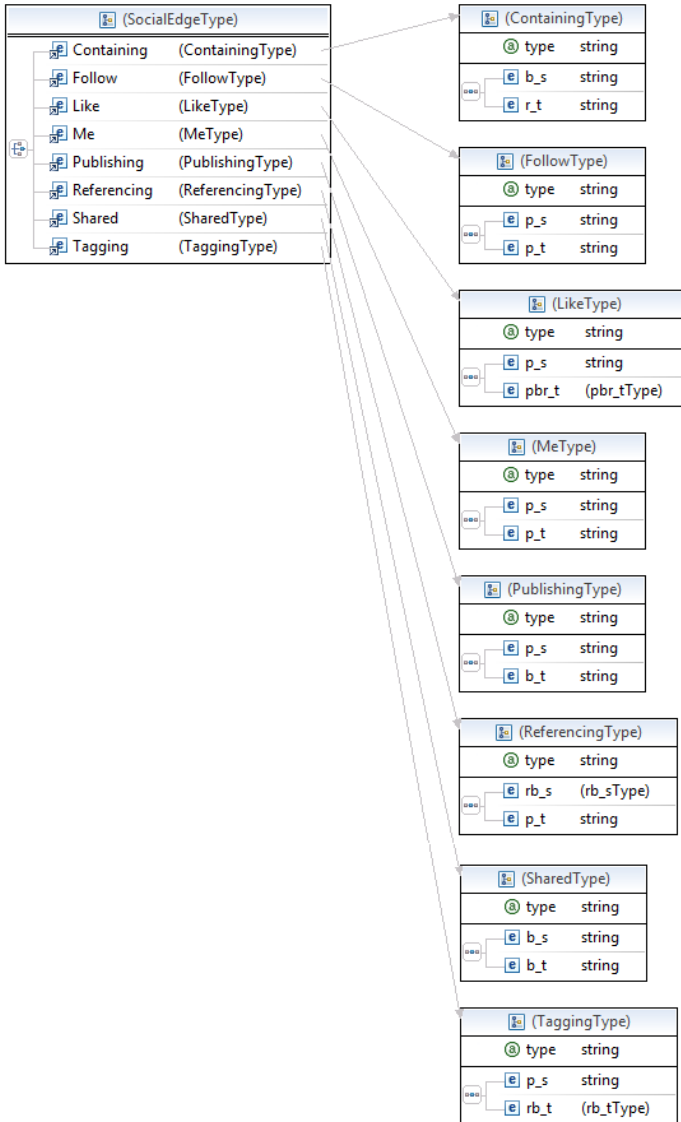 (SocialEdgeType)
Containing (ContainingType)
Follow (FollowType)
Like (LikeType)
Me (MeType)
Publishing (PublishingType)
Referencing (ReferencingType)
Shared (SharedType)
Tagging (TaggingType)
(ContainingType)
a type string
e b_s string
e r_t string
(FollowType)
a type string
e p_s string
e p_t string
(LikeType)
a type string
e p_s string
e pbr_t (pbr_tType)
(MeType)
a type string
e p_s string
e p_t string
(PublishingType)
a type string
e p_s string
e b_t string
(ReferencingType)
a type string
e rb_s (rb_sType)
e p_t string
(SharedType)
a type string
e b_s string
e b_t string
(TaggingType)
a type string
e p_s string
e rb_t (rb_tType)